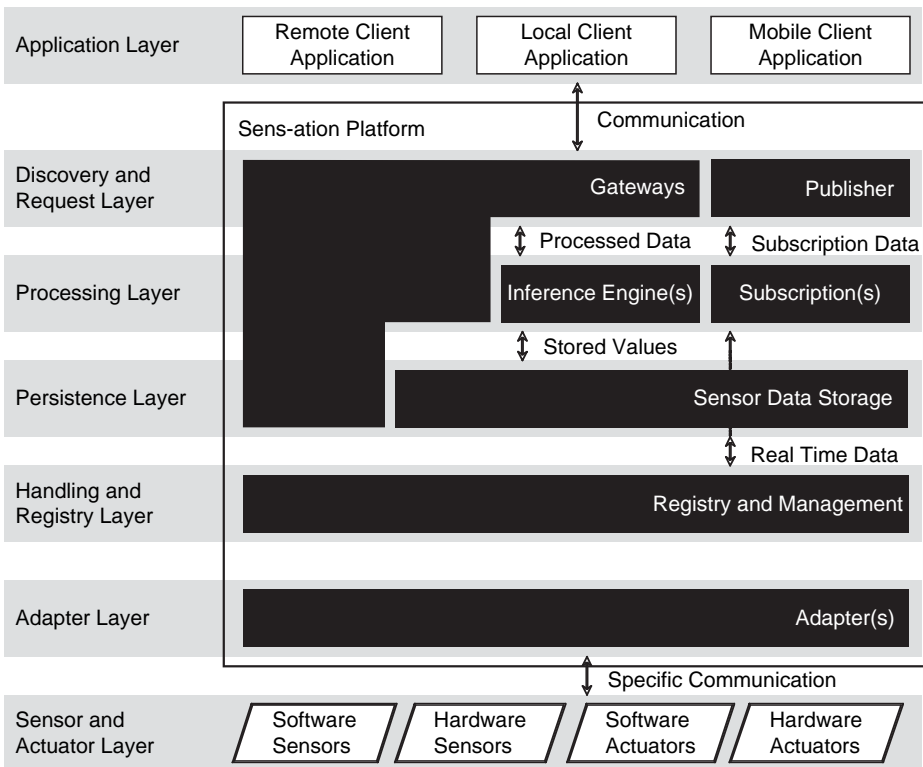 Application Layer
Remote Client
Application
Local Client
Application
Mobile Client
Application
Sens-ation Platform
Communication
Discovery and
Request Layer
Gateways
Publisher
Processed Data
Subscription Data
Processing Layer
Inference Engine(s)
Subscription(s)
Stored Values
Persistence Layer
Sensor Data Storage
Real Time Data
Handling and
Registry Layer
Registry and Management
Adapter Layer
Adapter(s)
Specific Communication
Sensor and
Actuator Layer
Software
Sensors
Hardware
Sensors
Software
Actuators
Hardware
Actuators